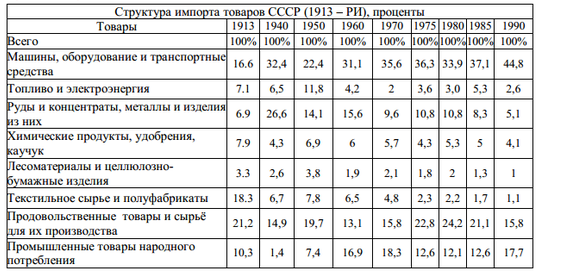 Структура импорта товаров СССР (1913 – РИ), проценты
Товары 1913 1940 1950 1960 1970 1975 1980 1985 1990
Всего 100% 100% 100% 100% 100% 100% 100% 100% 100%
Машины, оборудование и транспортные
средства 16.6 32,4 22,4 31,1 35,6 36,3 33,9 37,1 44,8
Топливо и электроэнергия 7.1 6,5 11,8 4,2 2 3,6 3,0 5,3 2,6
Руды и концентраты, металлы и изделия
из них 6.9 26,6 14,1 15,6 9,6 10,8 10,8 8,3 5,1
Химические продукты, удобрения,
каучук 7.9 4,3 6,9 6 5,7 4,3 5,3 5 4,1
Лесоматериалы и целлюлозно-
бумажные изделия 3.3 2,6 3,8 1,9 2,1 1,8 2 1,3 1
Текстильное сырье и полуфабрикаты 18.3 6,7 7,8 6,5 4,8 2,3 2,2 1,7 1,1
Продовольственные товары и сырьё
для их производства 21,2 14,9 19,7 13,1 15,8 22,8 24,2 21,1 15,8
Промышленные товары народного
потребления 10,3 1,4 7,4 16,9 18,3 12,6 12,1 12,6 17,7